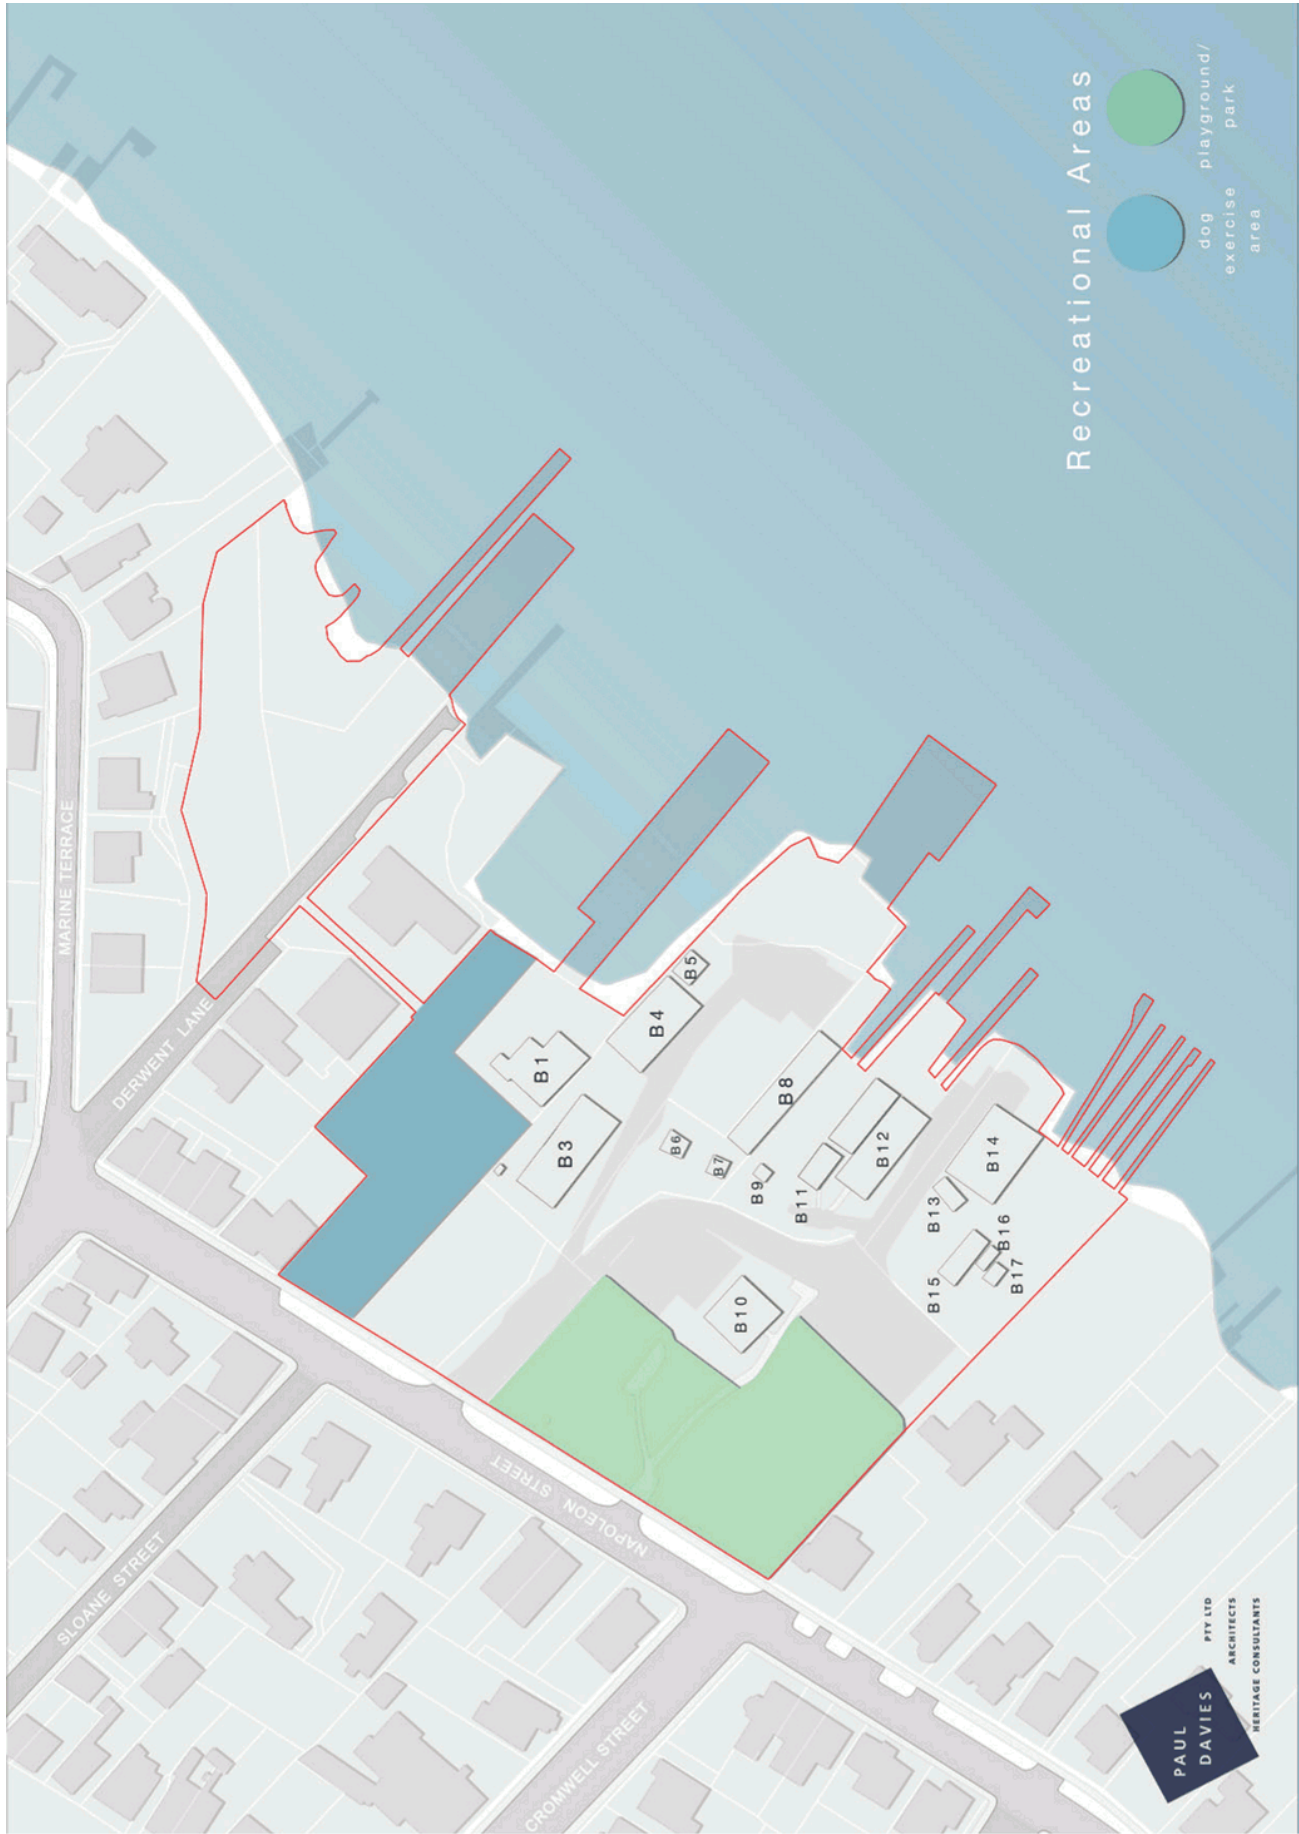 Recreational Areas
dog
exercise
area
playground/
park
MARINE TERRACE
DERWENT LANE
SLOANE STREET
NAPOLEON STREET
CROMWELL STREET
B1
B3
B4
B5
B6
B7
B8
B9
B10
B11
B12
B13
B14
B15
B16
B17
PAUL
DAVIES
PTY LTD
ARCHITECTS
HERITAGE CONSULTANTS